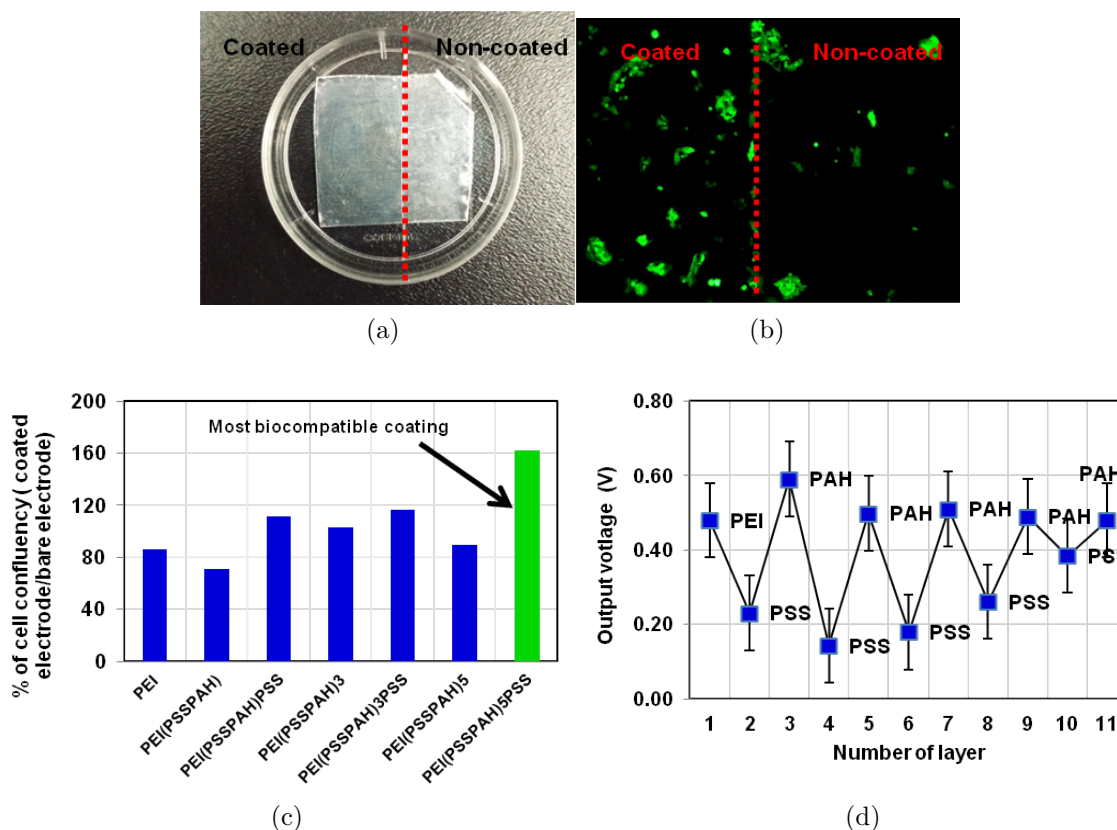 Coated Non-coated
Coated Non-coated
(a)
(b)
% of cell confluency ( coated
electrode/bare electrode)
200
160
120
80
40
0
Most biocompatible coating
PEI
PEI(PSSPAH)
PEI(PSSPAH)PSS
PEI(PSSPAH)3
PEI(PSSPAH)3PSS
PEI(PSSPAH)5
PEI(PSSPAH)5PSS
(c)
Output votlage (V)
0.80
0.60
0.40
0.20
0.00
PEI
PSS
PAH
PSS
PAH
PSS
PAH
PSS
PAH
PS
PAH
1 2 3 4 5 6 7 8 9 10 11
Number of layer
(d)